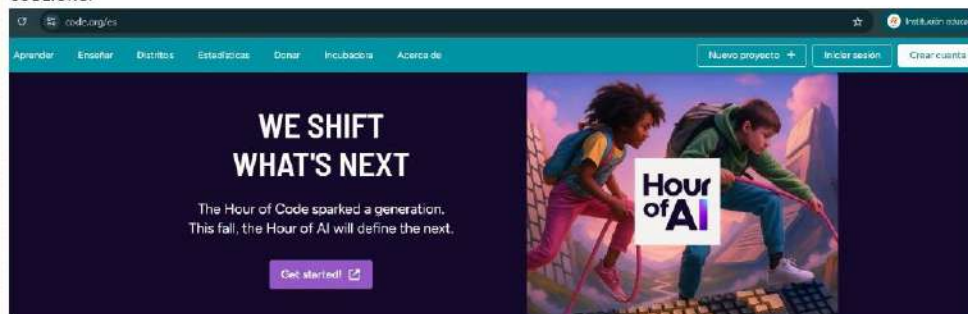 code.org/es
Institución educa
Aprender Enseñar Distritos Estadísticas Donar Incubadora Acerca de Nuevo proyecto + Iniciar sesión Crear cuenta
WE SHIFT
WHAT'S NEXT
The Hour of Code sparked a generation.
This fall, the Hour of AI will define the next.
Get started!
Hour
of AI